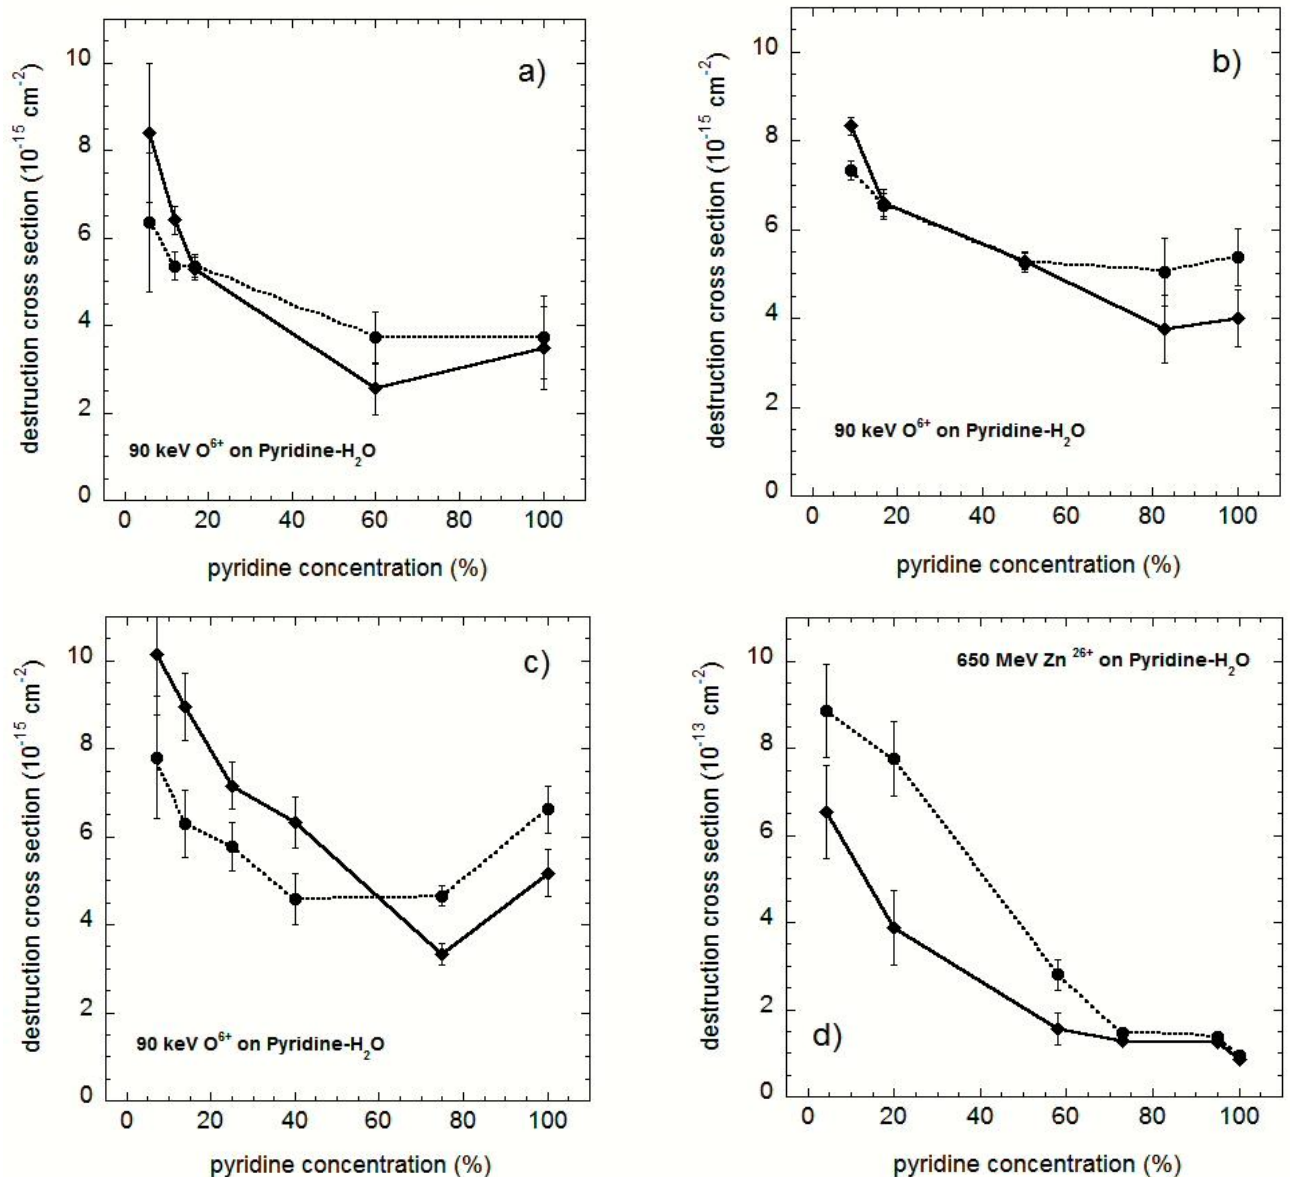 a)
destruction cross section (10⁻¹⁵ cm⁻²)
10
8
6
4
2
0
90 keV O⁶⁺ on Pyridine-H₂O
0 20 40 60 80 100
pyridine concentration (%)
b)
destruction cross section (10⁻¹⁵ cm⁻²)
10
8
6
4
2
0
90 keV O⁶⁺ on Pyridine-H₂O
0 20 40 60 80 100
pyridine concentration (%)
c)
destruction cross section (10⁻¹⁵ cm⁻²)
10
8
6
4
2
0
90 keV O⁶⁺ on Pyridine-H₂O
0 20 40 60 80 100
pyridine concentration (%)
650 MeV Zn ²⁶⁺ on Pyridine-H₂O
destruction cross section (10⁻¹³ cm⁻²)
10
8
6
4
2
0
d)
0 20 40 60 80 100
pyridine concentration (%)